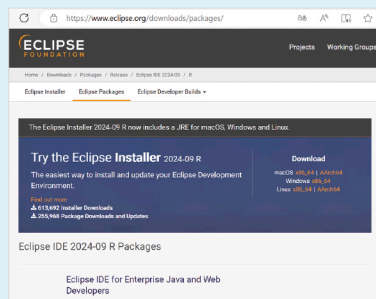 https://www.eclipse.org/downloads/packages/
ECLIPSE
FOUNDATION
Projects Working Groups
Home / Downloads / Packages / Release / Eclipse IDE 2024-09 / R
Eclipse Installer Eclipse Packages Eclipse Developer Builds
The Eclipse Installer 2024-09 R now includes a JRE for macOS, Windows and Linux.
Try the Eclipse Installer 2024-09 R
The easiest way to install and update your Eclipse Development
Environment.
Find out more
613,692 Installer Downloads
255,968 Package Downloads and Updates
Download
macOS x86_64 | AArch64
Windows x86_64
Linux x86_64 | AArch64
Eclipse IDE 2024-09 R Packages
Eclipse IDE for Enterprise Java and Web
Developers